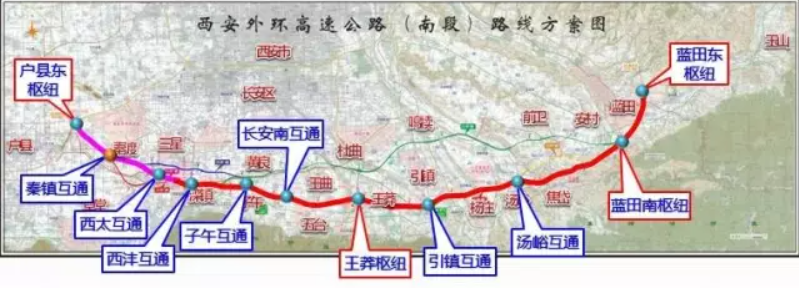 西安外环高速公路（南段）路线方案图
玉山
蓝田东
枢纽
西安市
户县东
枢纽
长安区
蓝田
鸣犊
前卫
安村
长安南互通
杜曲
三星
户县
秦渡
黄良
引镇
王曲
王莽
焦岱
杨庄
五台
秦镇互通
西太互通
西沣互通
子午互通
王莽枢纽
引镇互通
汤峪互通
蓝田南枢纽